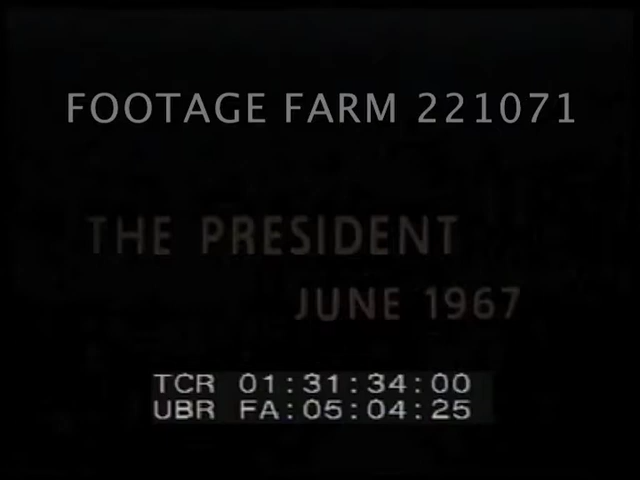 FOOTAGE FARM 221071
THE PRESIDENT
JUNE 1967
TCR 01:31:34:00
UBR FA:05:04:25